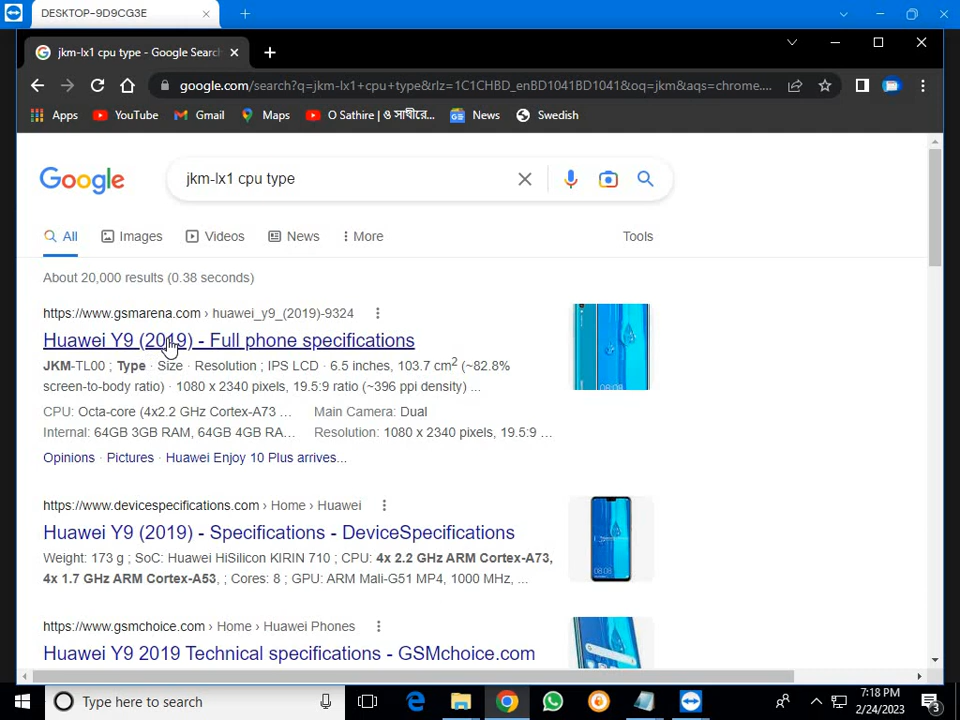 DESKTOP-9D9CG3E
jkm-lx1 cpu type - Google Searc
google.com/search?q=jkm-lx1+cpu+type&rlz=1C1CHBD_enBD1041BD1041&oq=jkm&aqs=chrome....
Apps YouTube Gmail Maps O Sathire | ও সাথীরে... News Swedish
Google jkm-lx1 cpu type
All Images Videos News More Tools
About 20,000 results (0.38 seconds)
https://www.gsmarena.com › huawei_y9_(2019)-9324
Huawei Y9 (2019) - Full phone specifications
JKM-TL00 ; Type · Size · Resolution ; IPS LCD · 6.5 inches, 103.7 cm2 (~82.8%
screen-to-body ratio) · 1080 x 2340 pixels, 19.5:9 ratio (~396 ppi density) ...
CPU: Octa-core (4x2.2 GHz Cortex-A73 ... Main Camera: Dual
Internal: 64GB 3GB RAM, 64GB 4GB RA... Resolution: 1080 x 2340 pixels, 19.5:9 ...
Opinions · Pictures · Huawei Enjoy 10 Plus arrives...
https://www.devicespecifications.com › Home › Huawei
Huawei Y9 (2019) - Specifications - DeviceSpecifications
Weight: 173 g ; SoC: Huawei HiSilicon KIRIN 710 ; CPU: 4x 2.2 GHz ARM Cortex-A73,
4x 1.7 GHz ARM Cortex-A53, ; Cores: 8 ; GPU: ARM Mali-G51 MP4, 1000 MHz, ...
08:08
https://www.gsmchoice.com › Home › Huawei Phones
Huawei Y9 2019 Technical specifications - GSMchoice.com
Type here to search
7:18 PM
2/24/2023
3